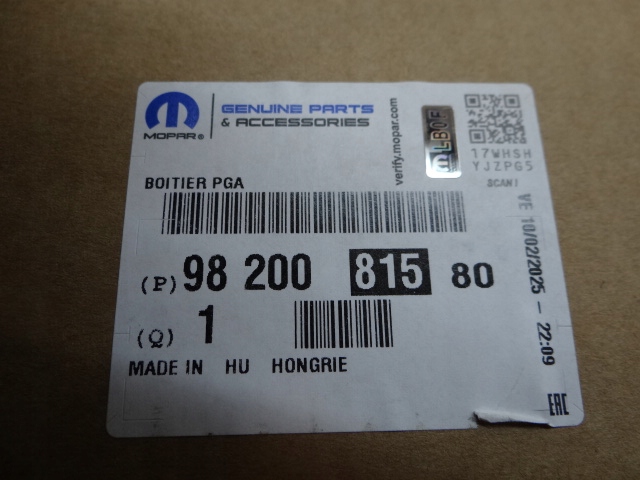 MOPAR®
GENUINE PARTS
& ACCESSORIES
verify.mopar.com
LBOF
17WHSH
YJZPG5
SCAN!
BOITIER PGA
(P) 98 200 815 80
(Q) 1
MADE IN HU HONGRIE
VE 10/02/2025 - 22:09
EAC